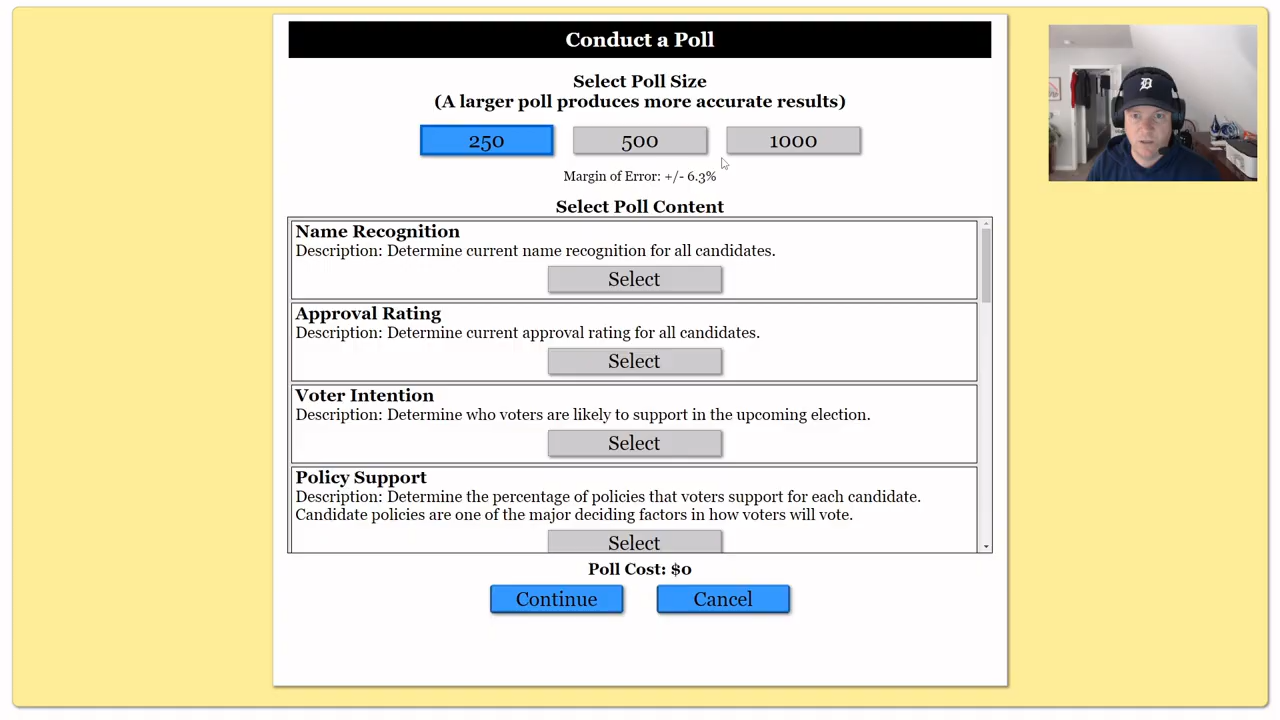 Conduct a Poll
Select Poll Size
(A larger poll produces more accurate results)
250
500
1000
Margin of Error: +/- 6.3%
Select Poll Content
Name Recognition
Description: Determine current name recognition for all candidates.
Select
Approval Rating
Description: Determine current approval rating for all candidates.
Select
Voter Intention
Description: Determine who voters are likely to support in the upcoming election.
Select
Policy Support
Description: Determine the percentage of policies that voters support for each candidate.
Candidate policies are one of the major deciding factors in how voters will vote.
Select
Poll Cost: $0
Continue
Cancel